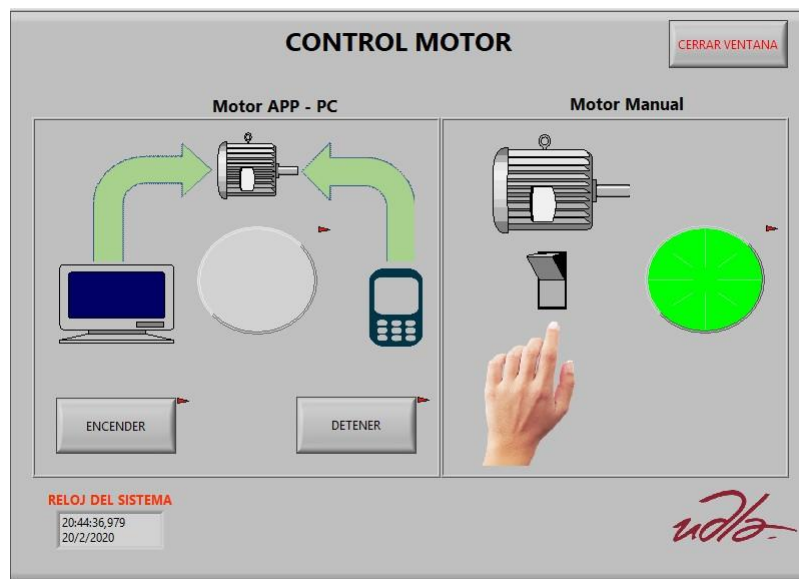 CONTROL MOTOR
CERRAR VENTANA
Motor APP - PC
Motor Manual
ENCENDER
DETENER
RELOJ DEL SISTEMA
20:44:36,979
20/2/2020
udla-